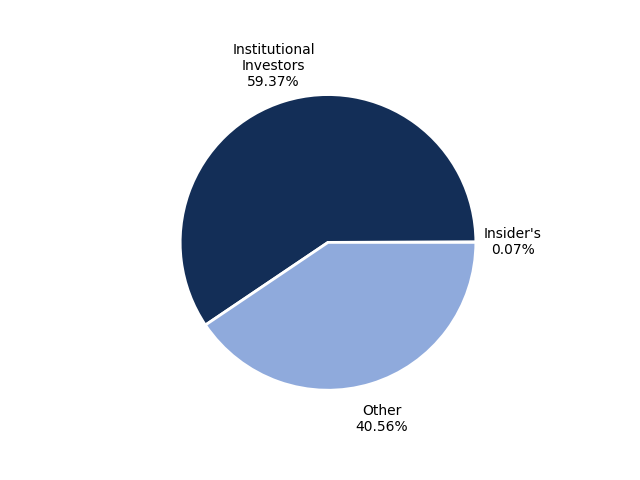 Institutional
Investors
59.37%
Insider's
0.07%
Other
40.56%